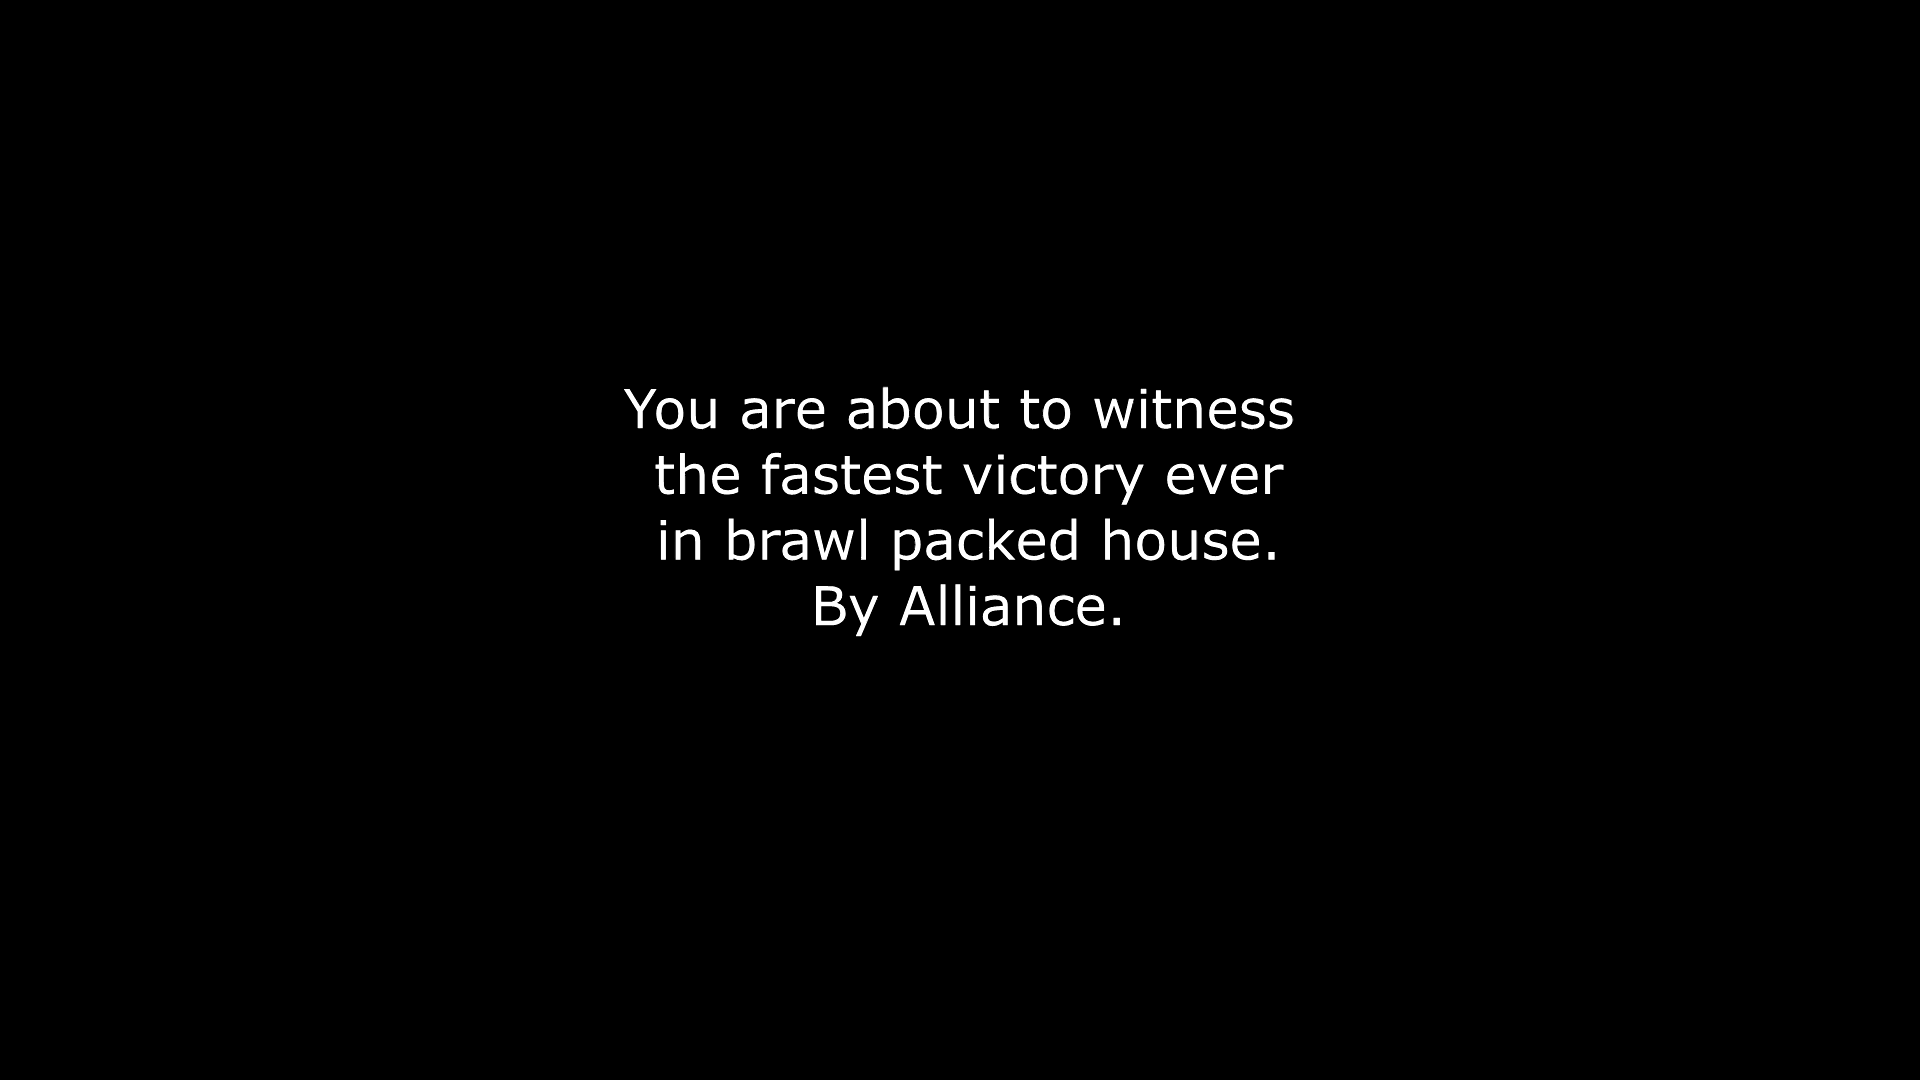 You are about to witness
the fastest victory ever
in brawl packed house.
By Alliance.